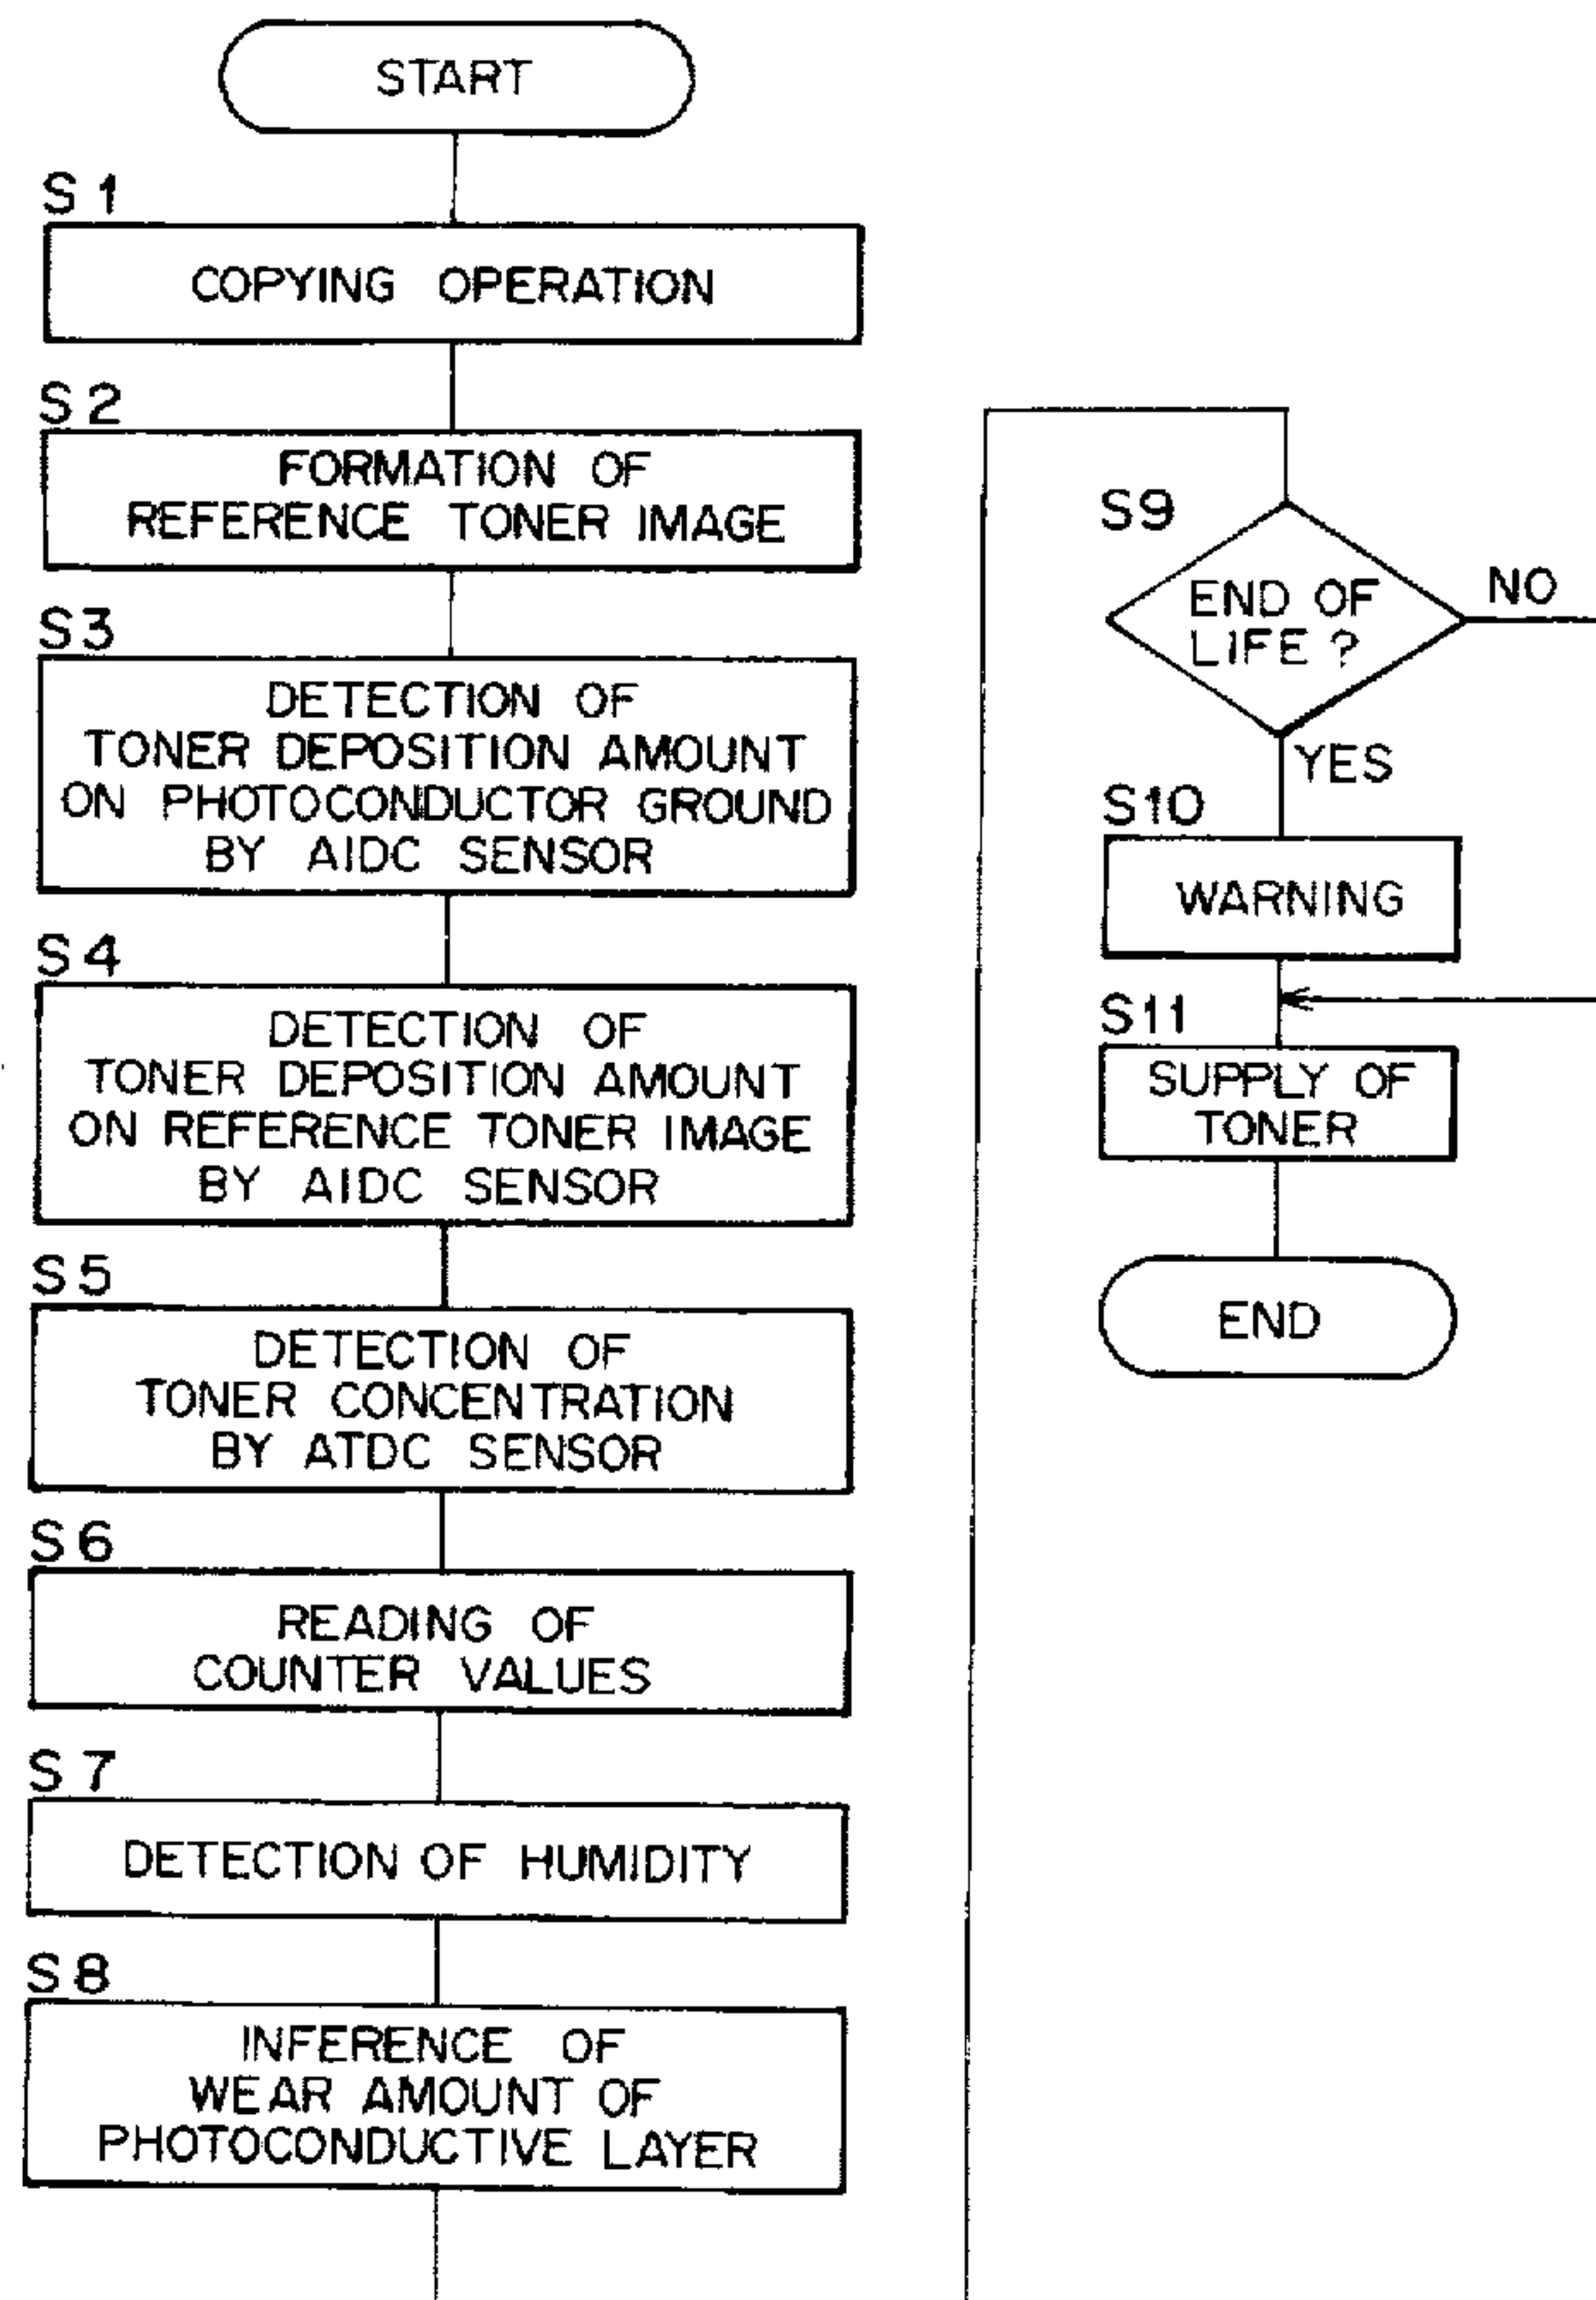 START
S1
COPYING OPERATION
S2
FORMATION OF
REFERENCE TONER IMAGE
S3
DETECTION OF
TONER DEPOSITION AMOUNT
ON PHOTOCONDUCTOR GROUND
BY AIDC SENSOR
S4
DETECTION OF
TONER DEPOSITION AMOUNT
ON REFERENCE TONER IMAGE
BY AIDC SENSOR
S5
DETECTION OF
TONER CONCENTRATION
BY ATDC SENSOR
S6
READING OF
COUNTER VALUES
S7
DETECTION OF HUMIDITY
S8
INFERENCE OF
WEAR AMOUNT OF
PHOTOCONDUCTIVE LAYER
S9
END OF
LIFE ?
NO
YES
S10
WARNING
S11
SUPPLY OF
TONER
END